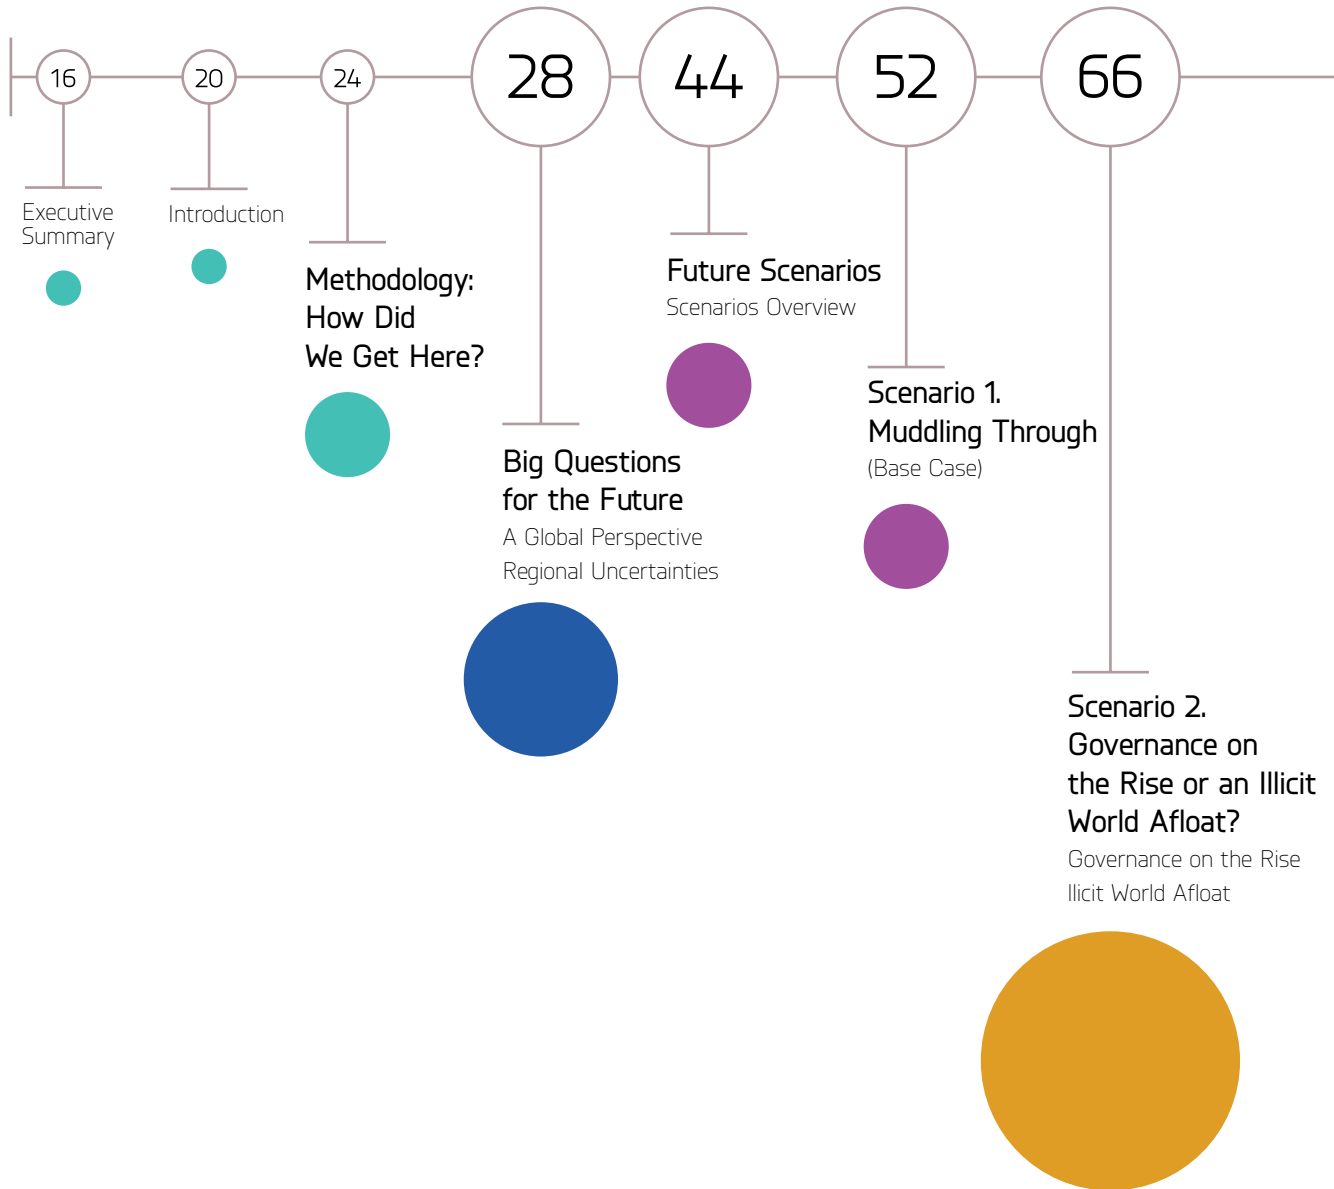 16
20
24
28
44
52
66
Executive
Summary
Introduction
Methodology:
How Did
We Get Here?
Big Questions
for the Future
A Global Perspective
Regional Uncertainties
Future Scenarios
Scenarios Overview
Scenario 1.
Muddling Through
(Base Case)
Scenario 2.
Governance on
the Rise or an Illicit
World Afloat?
Governance on the Rise
Ilicit World Afloat